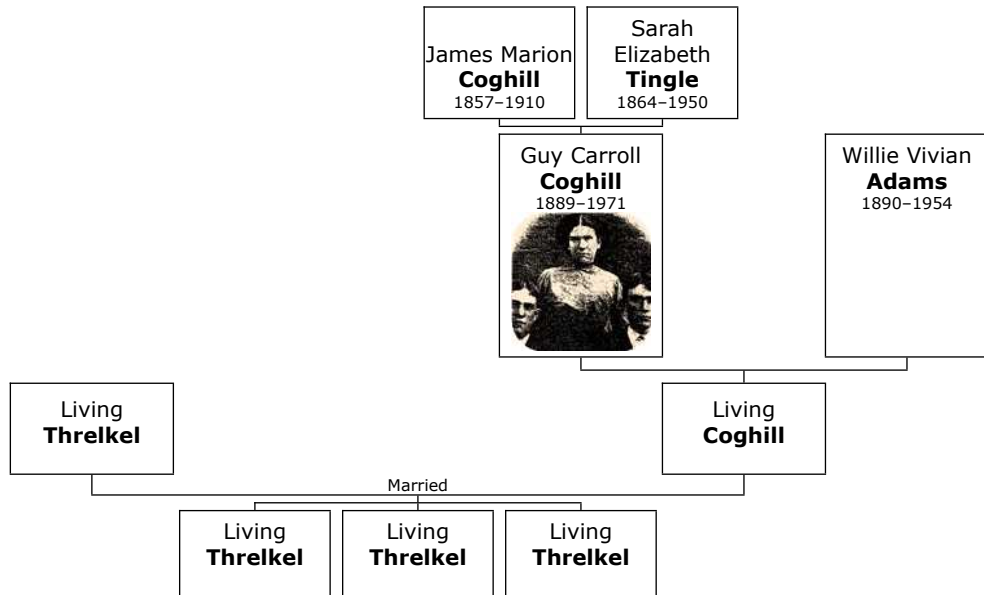 James Marion
Coghill
1857–1910
Sarah
Elizabeth
Tingle
1864–1950
Guy Carroll
Coghill
1889–1971
Willie Vivian
Adams
1890–1954
Living
Threlkel
Living
Coghill
Married
Living
Threlkel
Living
Threlkel
Living
Threlkel